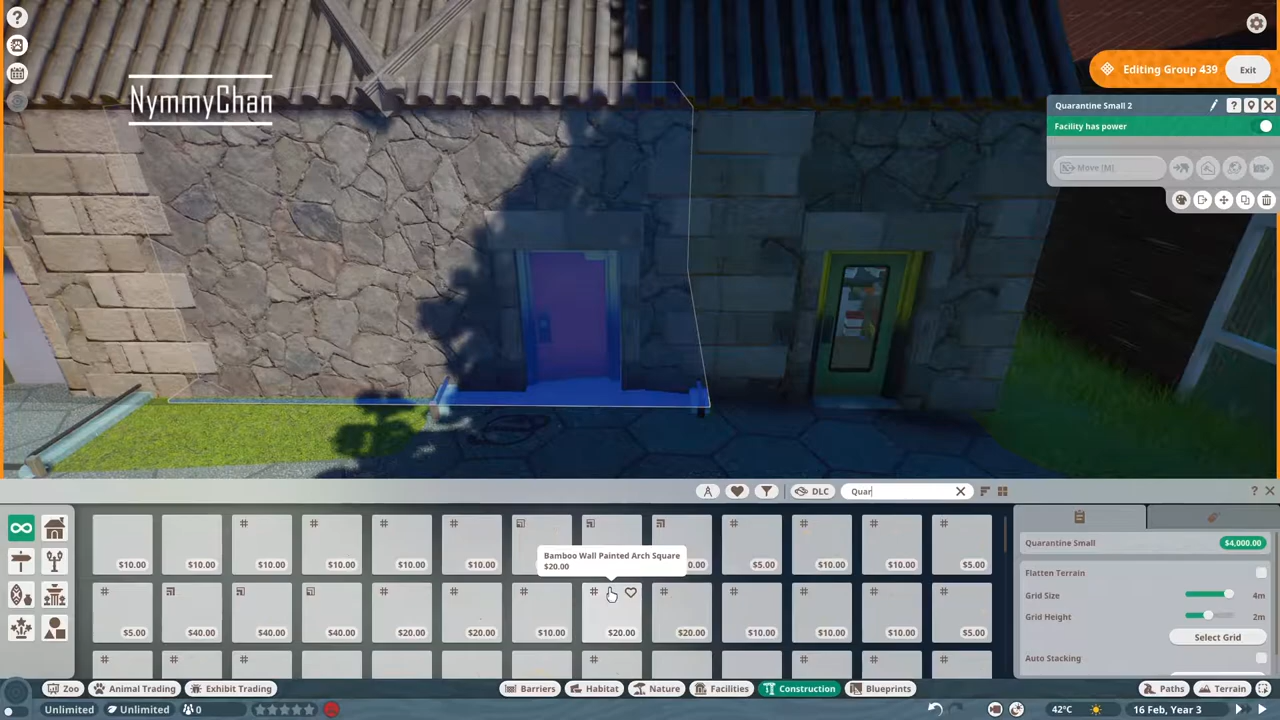 ?
NymmyChan
Editing Group 439
Exit
Quarantine Small 2
?
Facility has power
Move (M)
DLC
Quar
?
$10.00 $10.00 $10.00 $10.00 $10.00 $10.00 $5.00 $10.00 $10.00 $5.00
Bamboo Wall Painted Arch Square
$20.00
$5.00 $40.00 $40.00 $40.00 $20.00 $20.00 $10.00 $20.00 $20.00 $10.00 $10.00 $10.00 $5.00
Quarantine Small
$4,000.00
Flatten Terrain
Grid Size
4m
Grid Height
2m
Select Grid
Auto Stacking
Zoo
Animal Trading
Exhibit Trading
Barriers
Habitat
Nature
Facilities
Construction
Blueprints
Paths
Terrain
Unlimited
Unlimited
0
42°C
16 Feb, Year 3